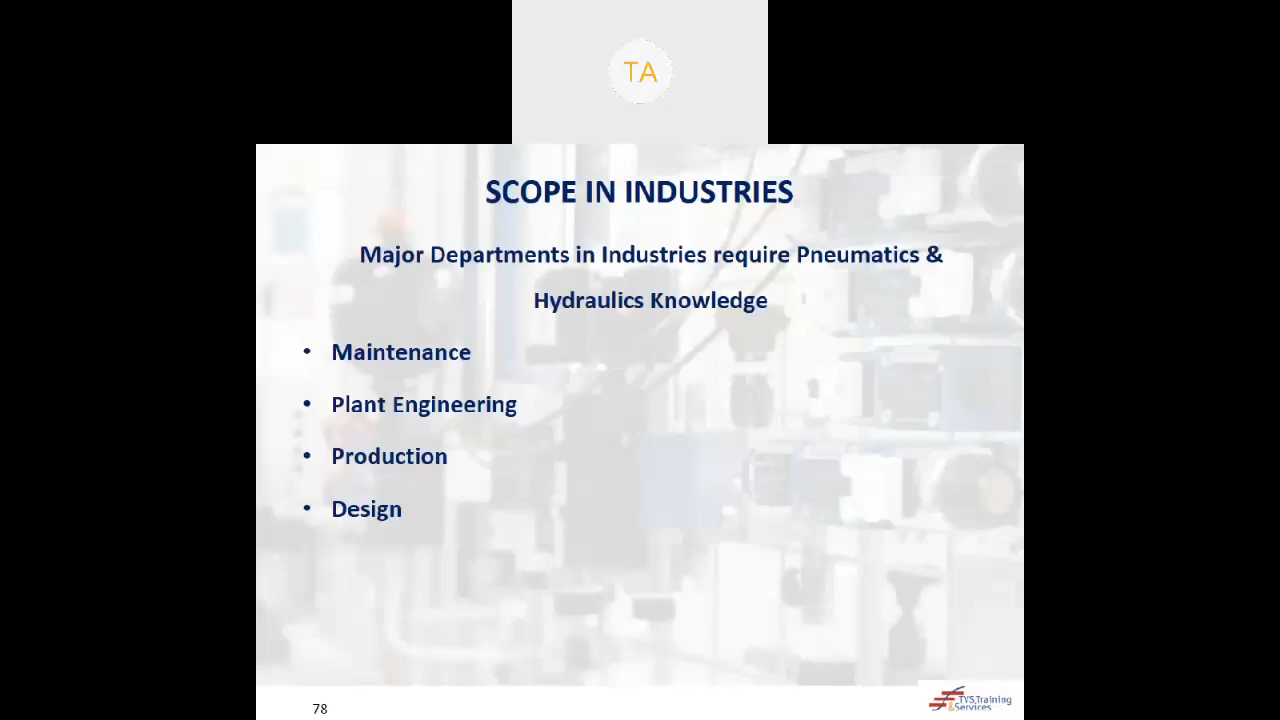 TA
SCOPE IN INDUSTRIES
Major Departments in Industries require Pneumatics &
Hydraulics Knowledge
• Maintenance
• Plant Engineering
• Production
• Design
78
TVS Training
&Services